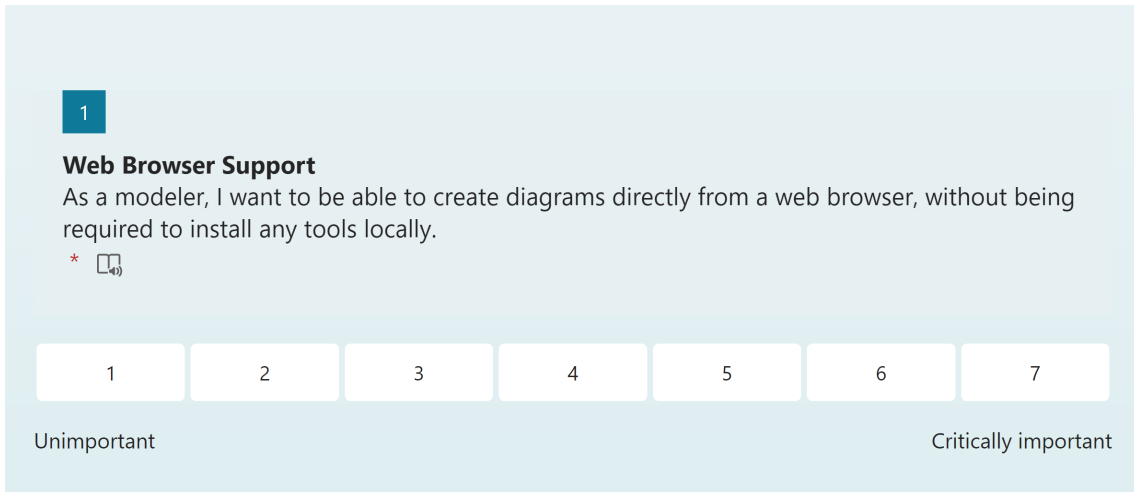 1
Web Browser Support
As a modeler, I want to be able to create diagrams directly from a web browser, without being
required to install any tools locally.
*
1 2 3 4 5 6 7
Unimportant Critically important